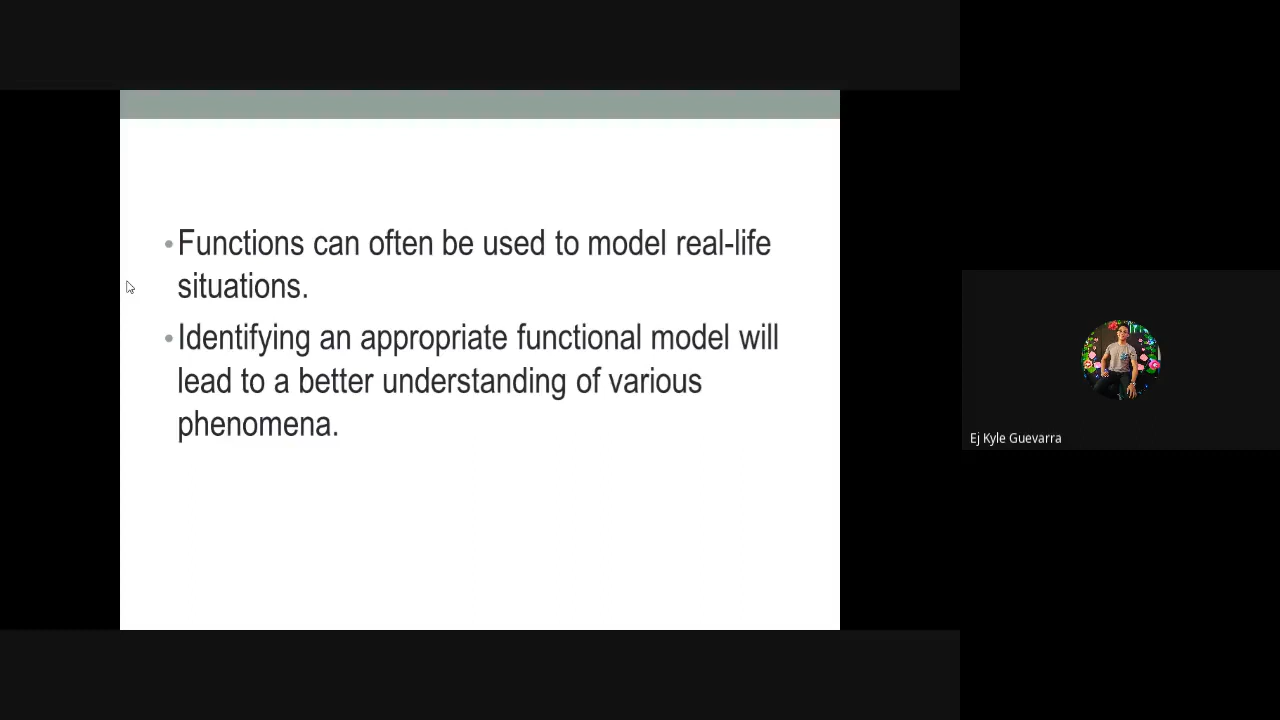 •Functions can often be used to model real-life
situations.
•Identifying an appropriate functional model will
lead to a better understanding of various
phenomena.
Ej Kyle Guevarra